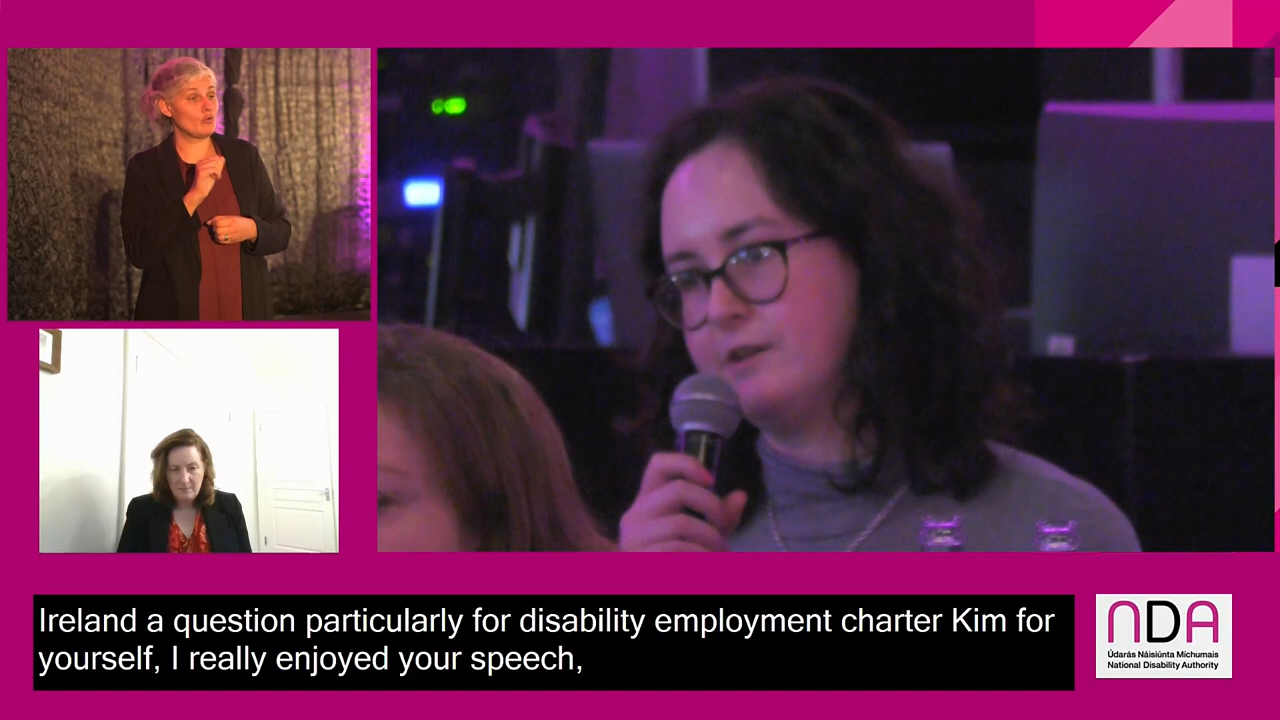 Ireland a question particularly for disability employment charter Kim for
yourself, I really enjoyed your speech,
NDA
Údarás Náisiúnta Míchumais
National Disability Authority